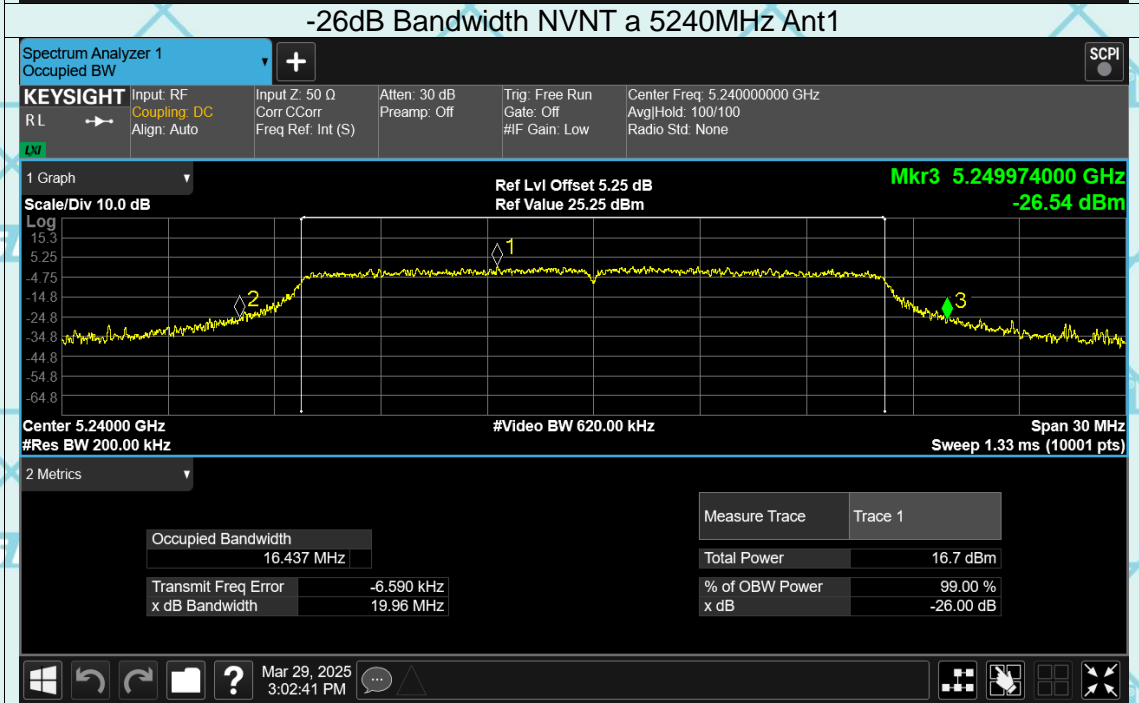 -26dB Bandwidth NVNT a 5240MHz Ant1
Spectrum Analyzer 1
Occupied BW
+
SCPI
KEYSIGHT
RL
LXI
Input: RF
Coupling: DC
Align: Auto
Input Z: 50 Ω
Corr CCorr
Freq Ref: Int (S)
Atten: 30 dB
Preamp: Off
Trig: Free Run
Gate: Off
#IF Gain: Low
Center Freq: 5.240000000 GHz
Avg|Hold: 100/100
Radio Std: None
1 Graph
Scale/Div 10.0 dB
Ref Lvl Offset 5.25 dB
Ref Value 25.25 dBm
Mkr3 5.249974000 GHz
-26.54 dBm
Log
15.3
5.25
-4.75
-14.8
-24.8
-34.8
-44.8
-54.8
-64.8
1
2
3
Center 5.24000 GHz
#Video BW 620.00 kHz
Span 30 MHz
#Res BW 200.00 kHz
Sweep 1.33 ms (10001 pts)
2 Metrics
Occupied Bandwidth
16.437 MHz
Transmit Freq Error -6.590 kHz
x dB Bandwidth 19.96 MHz
Measure Trace Trace 1
Total Power 16.7 dBm
% of OBW Power 99.00 %
x dB -26.00 dB
?
Mar 29, 2025
3:02:41 PM